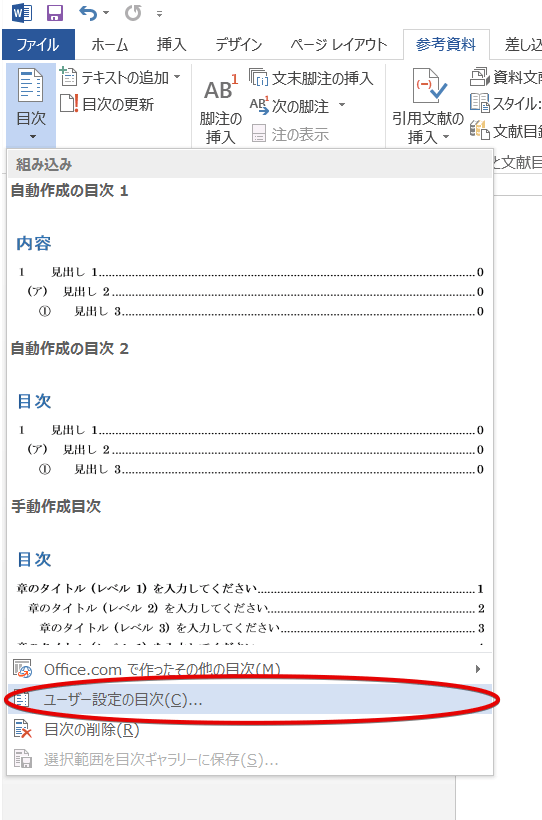 ファイル ホーム 挿入 デザイン ページ レイアウト 参考資料 差し込
テキストの追加
目次の更新
目次
AB1
脚注の
挿入
文末脚注の挿入
AB1 次の脚注
注の表示
引用文献の
挿入
資料文
スタイル:
文献目
と文献目
組み込み
自動作成の目次 1
内容
1 見出し 1........0
(ア) 見出し 2........0
① 見出し 3........0
自動作成の目次 2
目次
1 見出し 1........0
(ア) 見出し 2........0
① 見出し 3........0
手動作成目次
目次
章のタイトル (レベル 1) を入力してください........1
章のタイトル (レベル 2) を入力してください........2
章のタイトル (レベル 3) を入力してください........3
Office.com で作ったその他の目次(M)
ユーザー設定の目次(C)...
目次の削除(R)
選択範囲を目次ギャラリーに保存(S)...